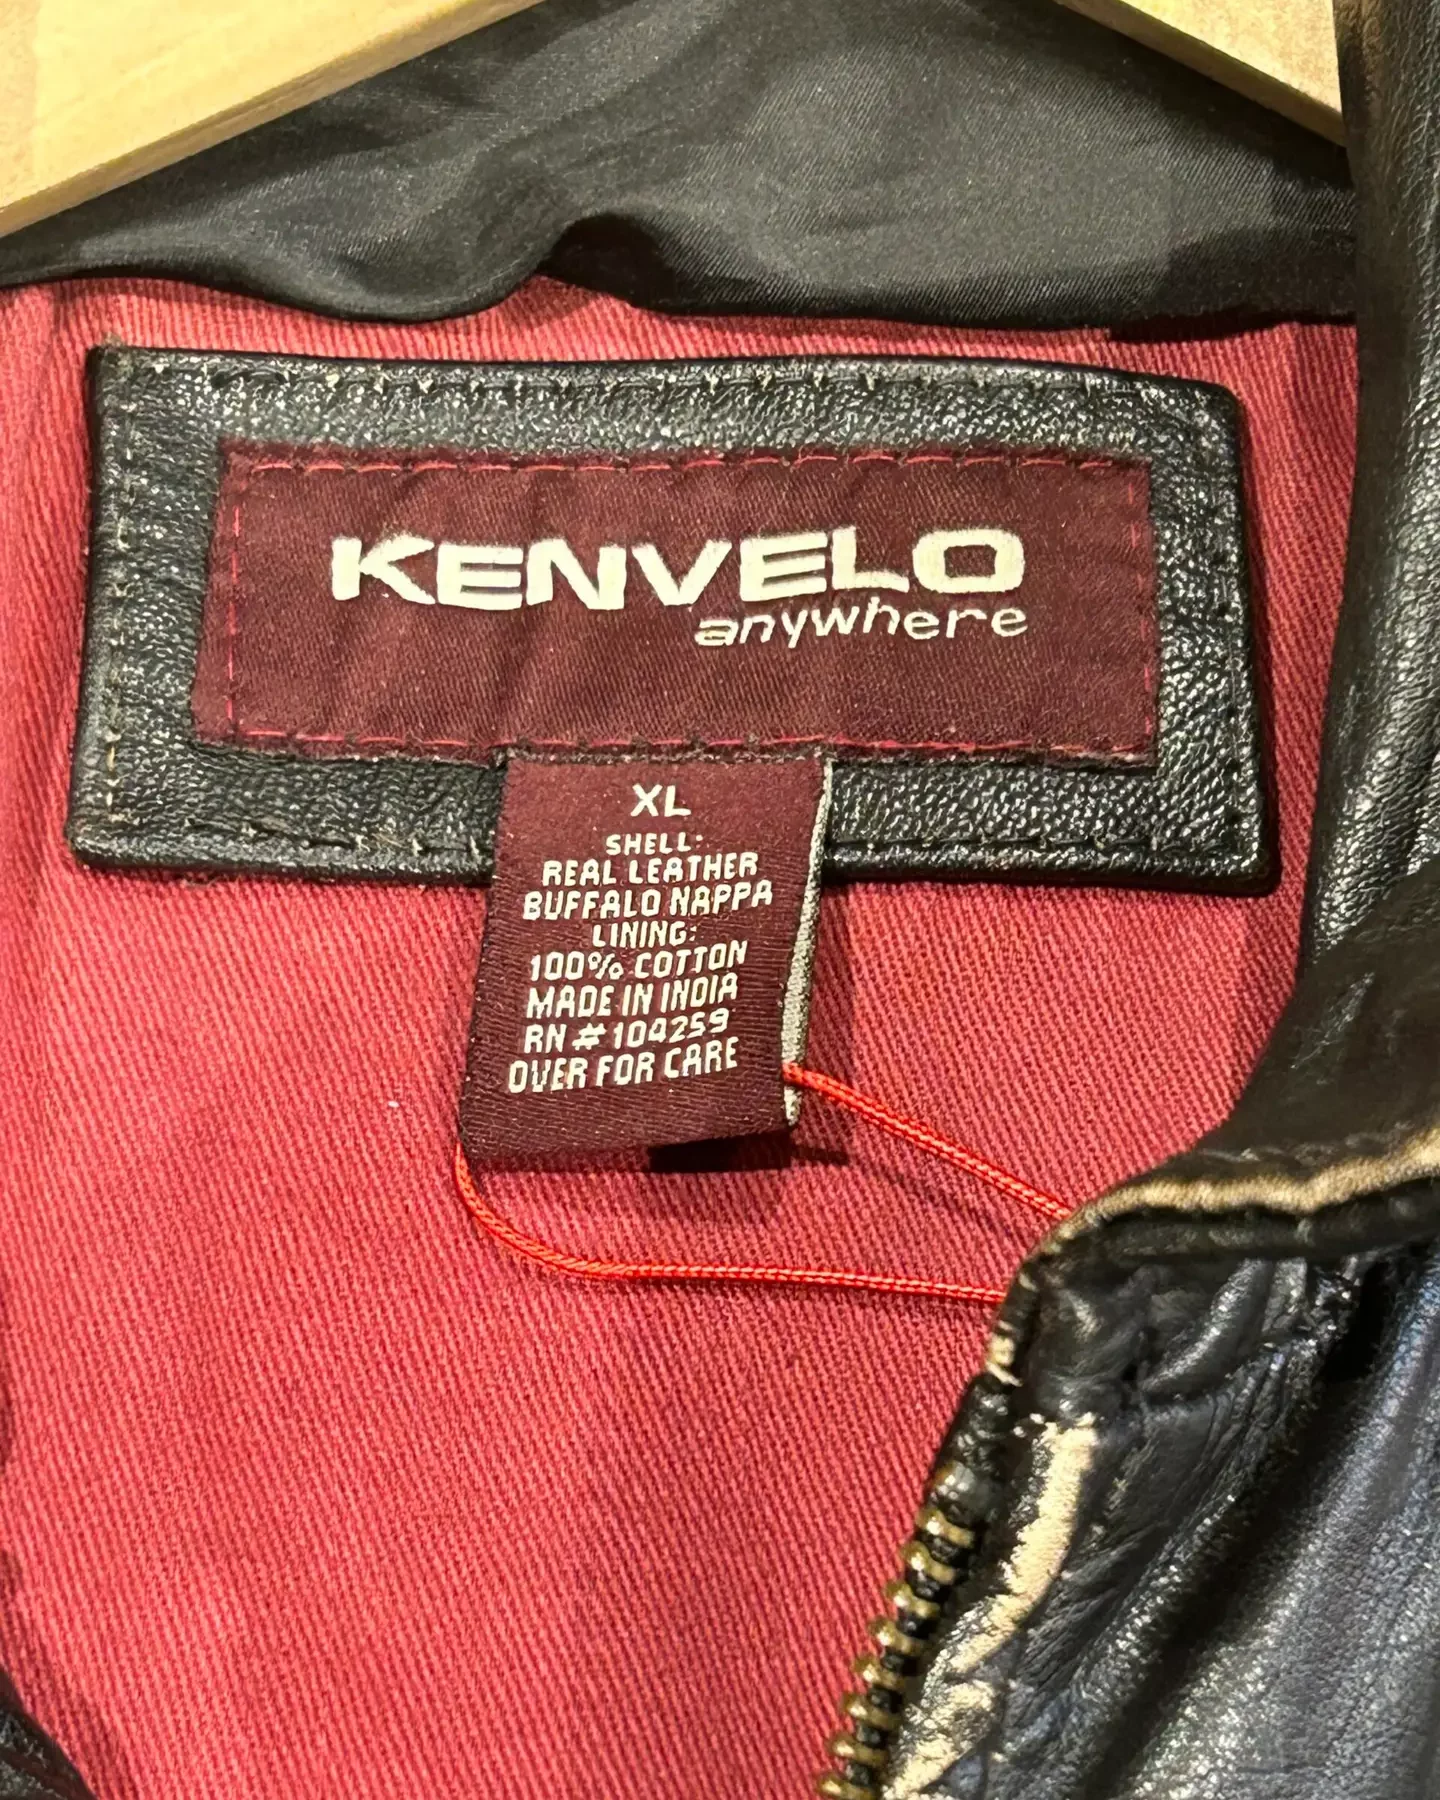 KENVELO
anywhere
XL
SHELL:
REAL LEATHER
BUFFALO NAPPA
LINING:
100% COTTON
MADE IN INDIA
RN # 104259
OVER FOR CARE